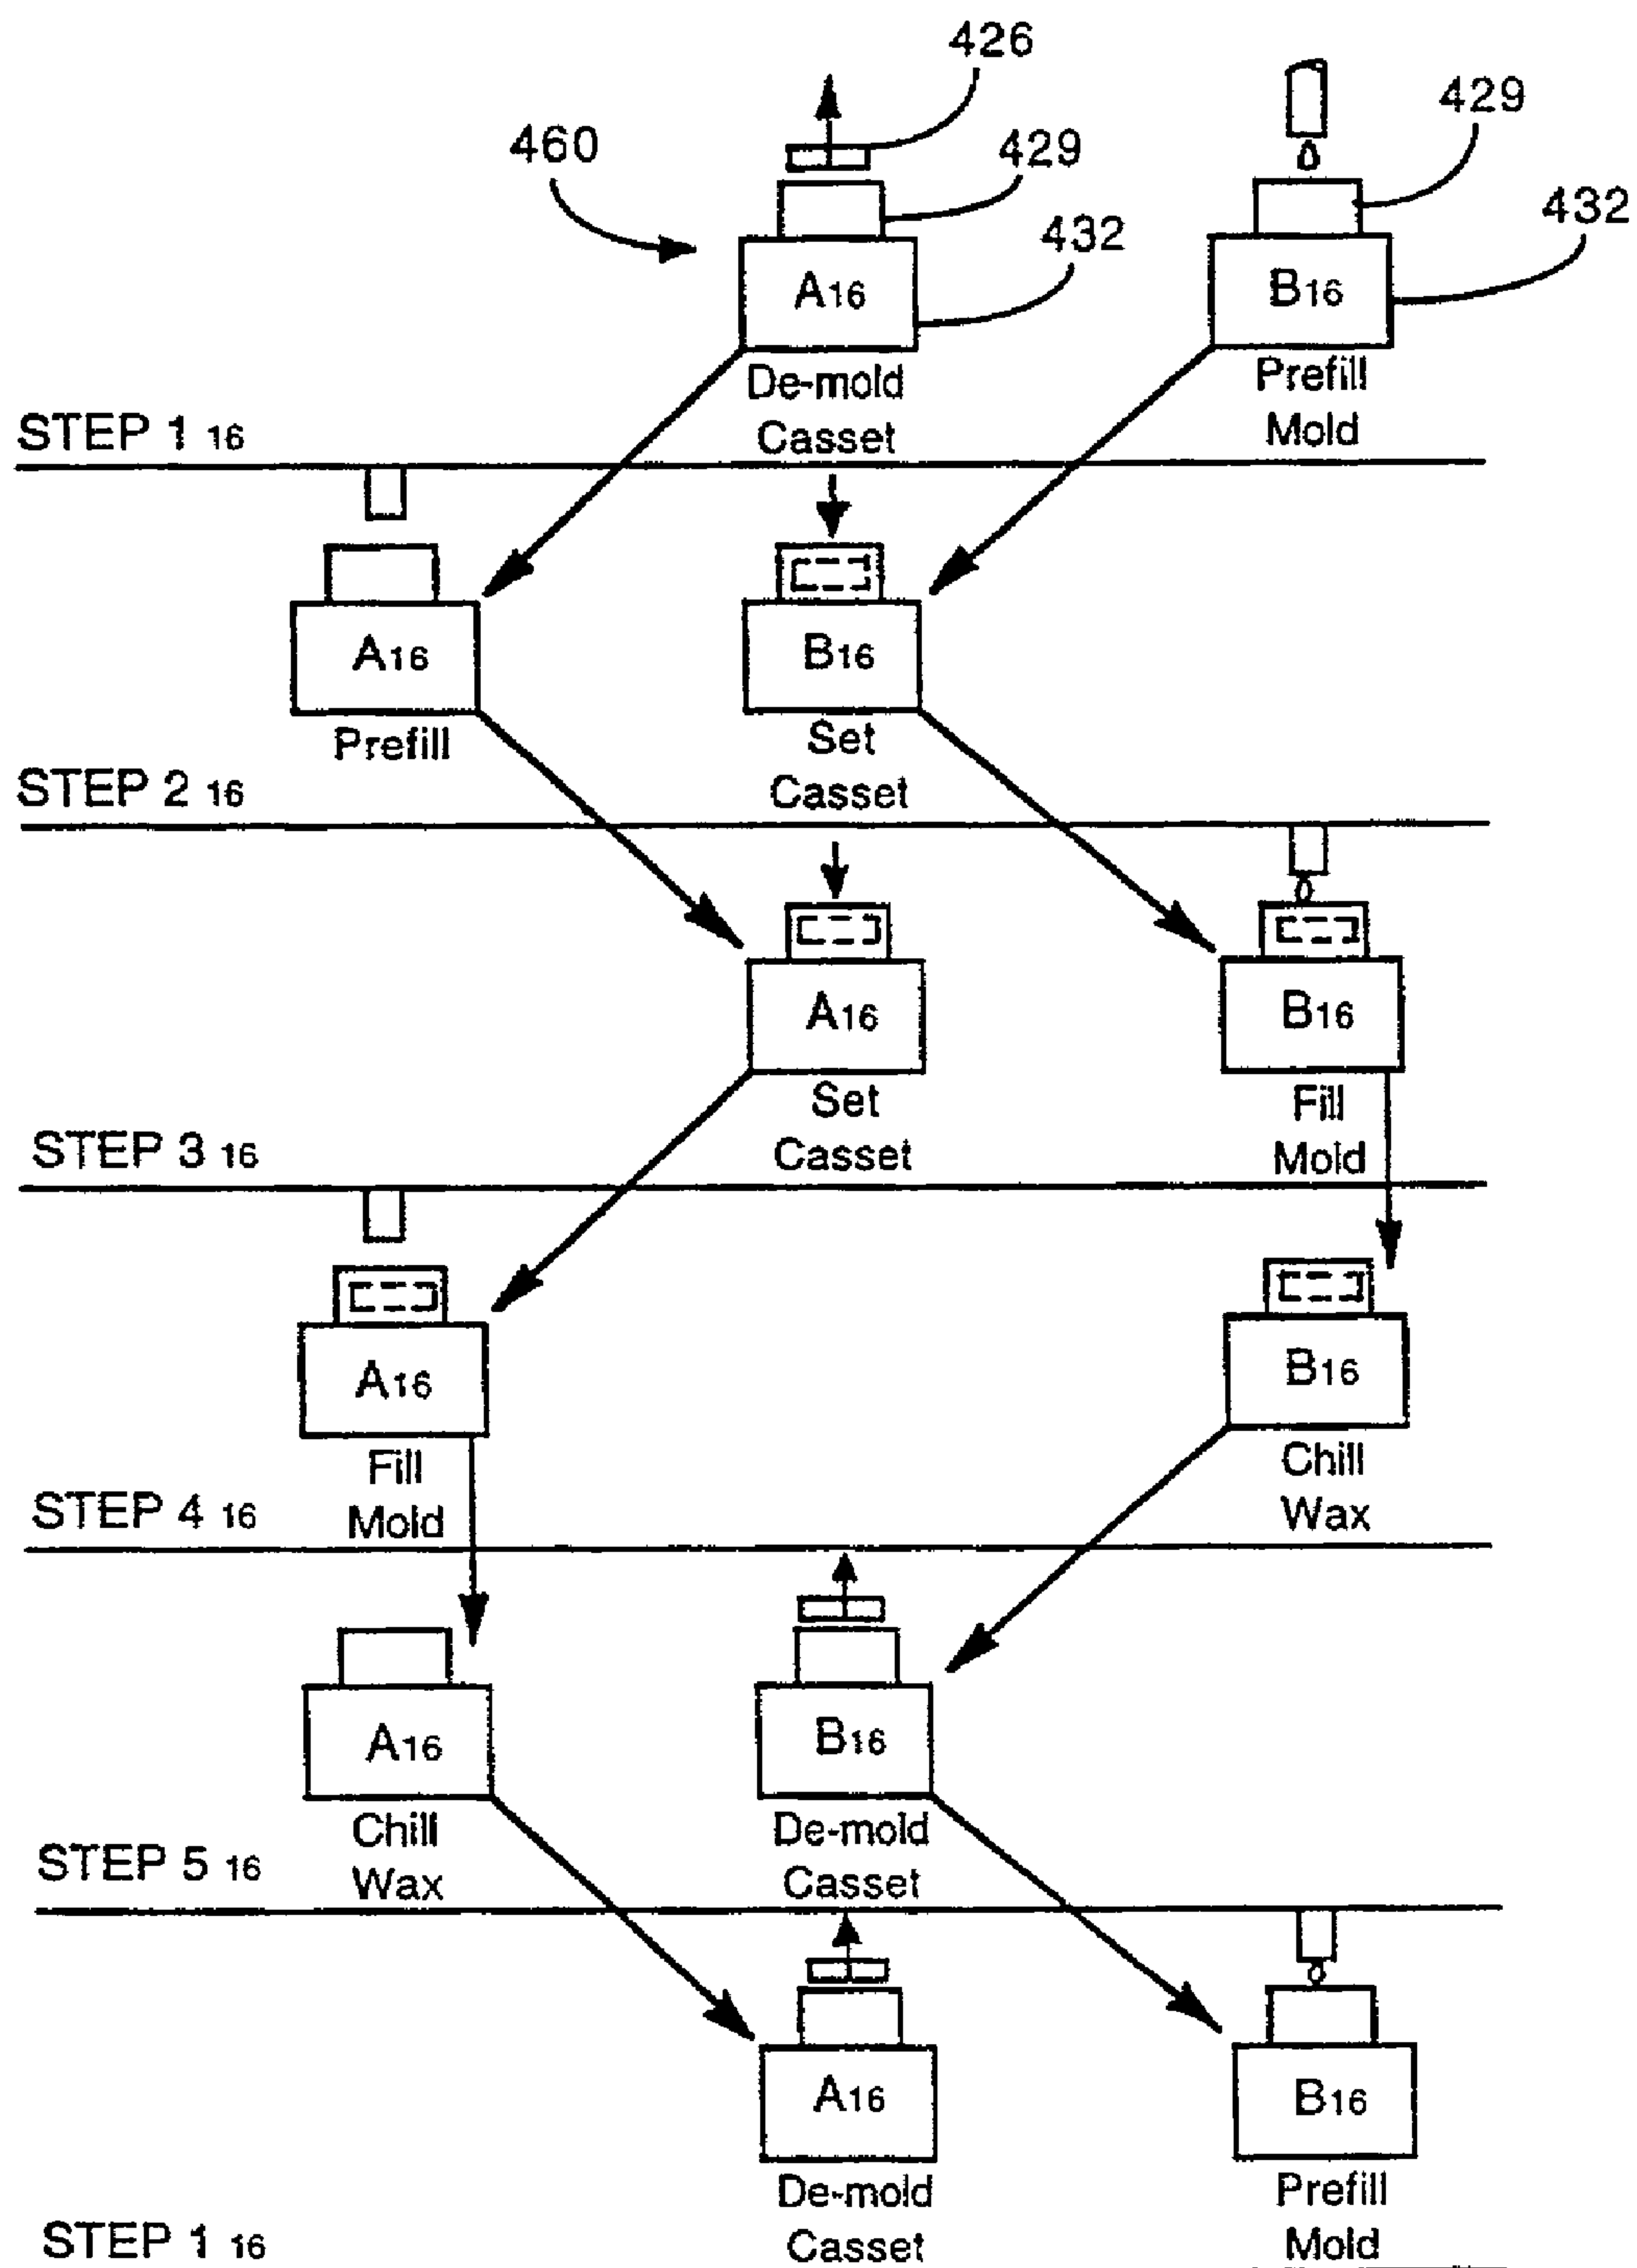 426
429
460
429
432
432
A16
B16
De-mold
Casset
Prefill
Mold
STEP 1 16
A16
B16
Prefill
Set
Casset
STEP 2 16
A16
B16
Set
Casset
Fill
Mold
STEP 3 16
A16
B16
Fill
Mold
Chill
Wax
STEP 4 16
A16
B16
Chill
Wax
De-mold
Casset
STEP 5 16
A16
B16
De-mold
Casset
Prefill
Mold
STEP 1 16